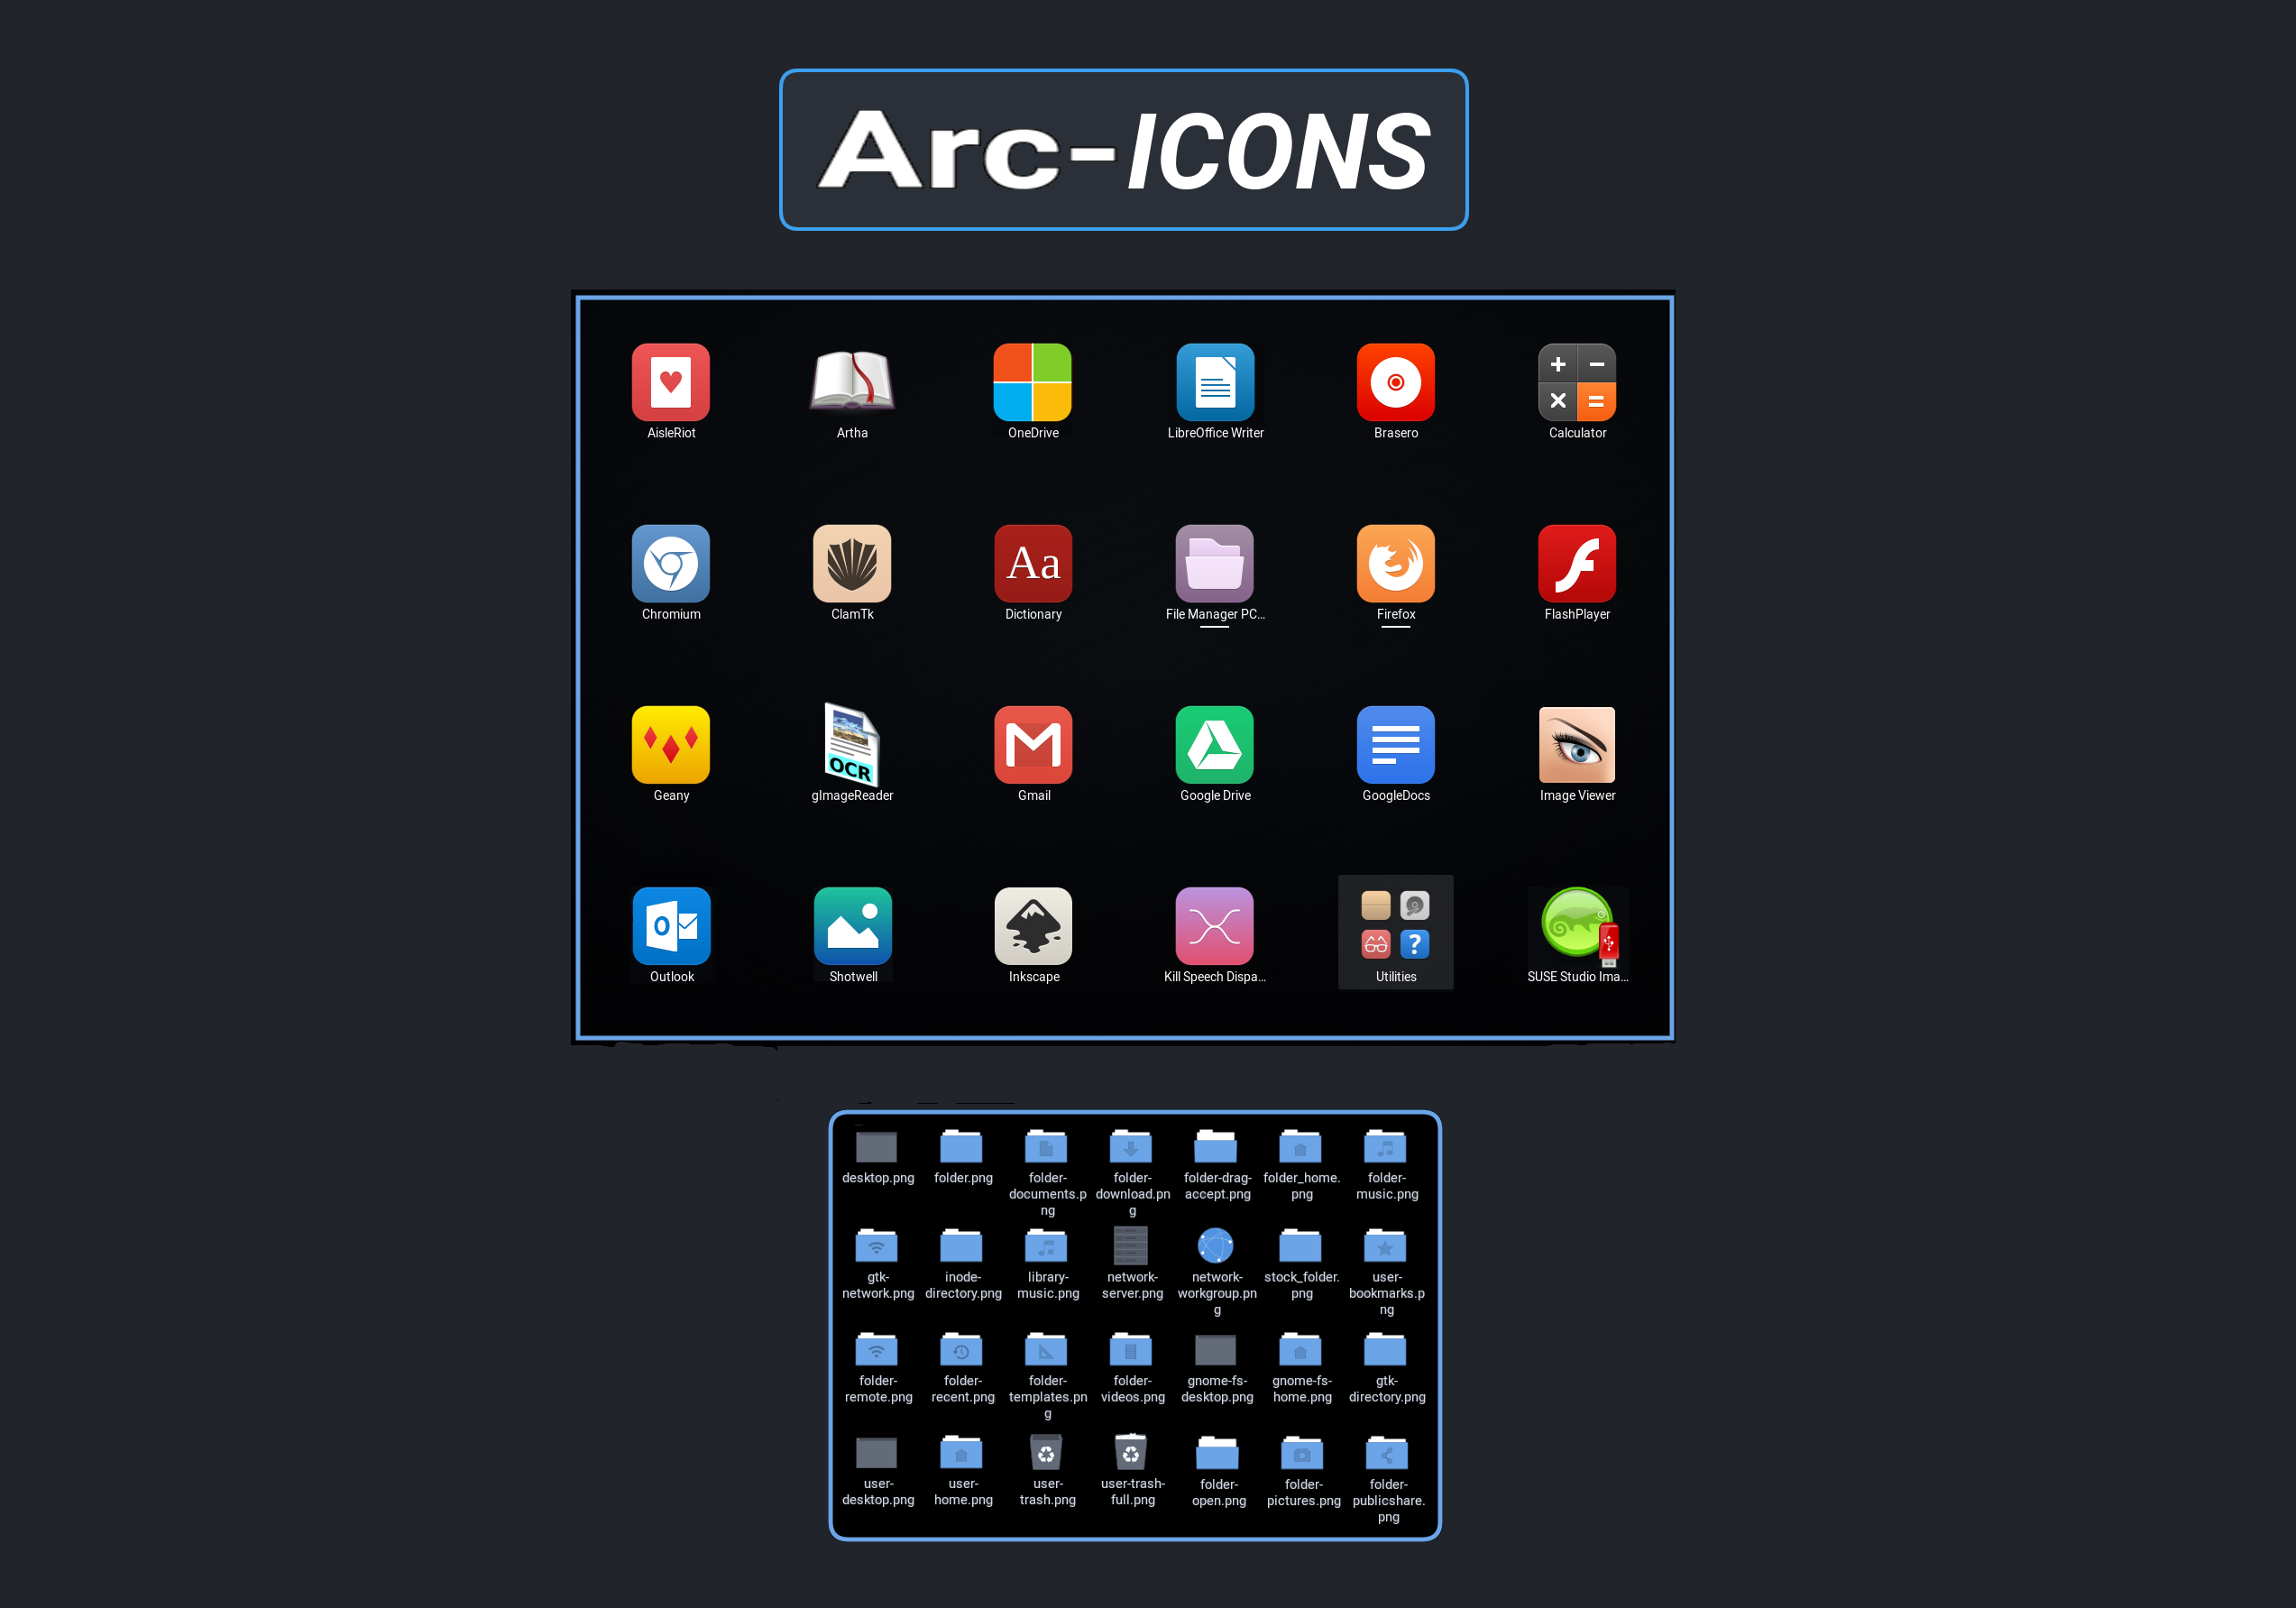 Arc-ICONS
AisleRiot
Artha
OneDrive
LibreOffice Writer
Brasero
Calculator
Chromium
ClamTk
Aa
Dictionary
File Manager PC...
Firefox
FlashPlayer
Geany
OCR
gImageReader
Gmail
Google Drive
GoogleDocs
Image Viewer
O
Outlook
Shotwell
Inkscape
Kill Speech Dispa...
?
Utilities
SUSE Studio Ima...
desktop.png
folder.png
folder-
documents.p
ng
folder-
download.pn
g
folder-drag-
accept.png
folder_home.
png
folder-
music.png
gtk-
network.png
inode-
directory.png
library-
music.png
network-
server.png
network-
workgroup.pn
g
stock_folder.
png
user-
bookmarks.p
ng
folder-
remote.png
folder-
recent.png
folder-
templates.pn
g
folder-
videos.png
gnome-fs-
desktop.png
gnome-fs-
home.png
gtk-
directory.png
user-
desktop.png
user-
home.png
user-
trash.png
user-trash-
full.png
folder-
open.png
folder-
pictures.png
folder-
publicshare.
png